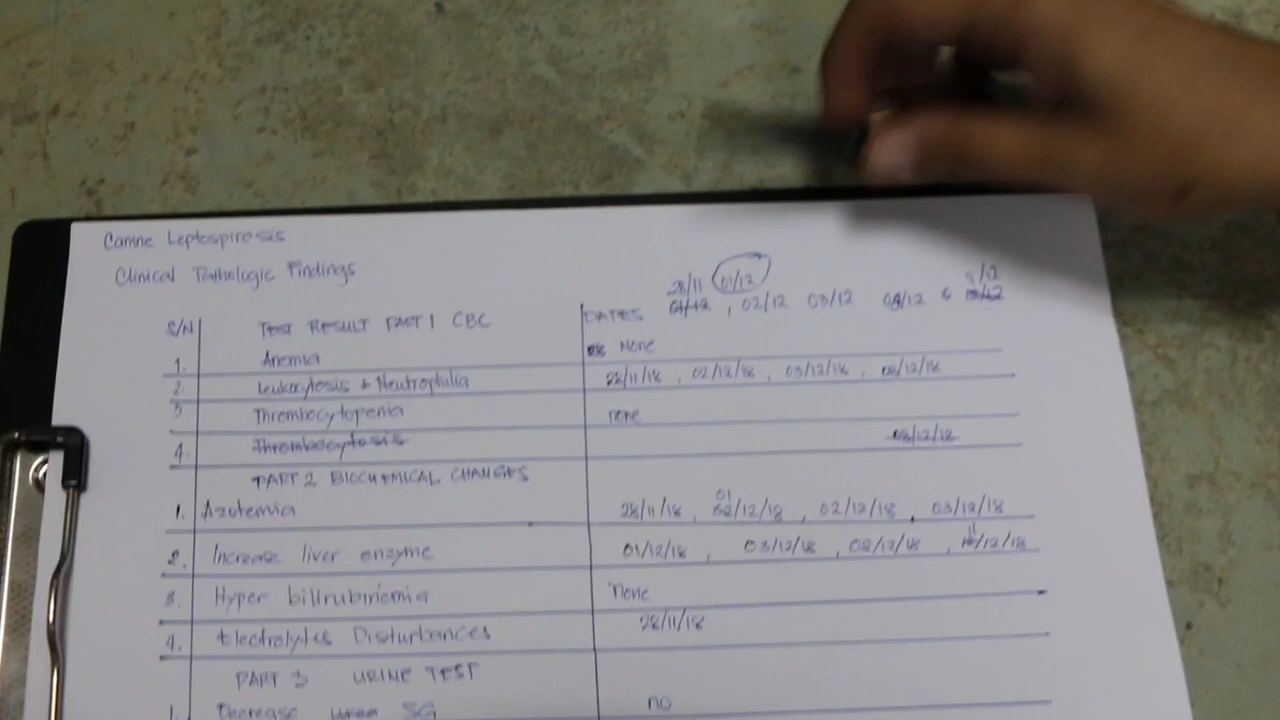 Canine Leptospirosis
Clinical Pathologic Findings
28/11 01/12 /12
S/N TEST RESULT PART 1 CBC DATES 01/12 , 02/12 03/12 08/12
1. Anemia None
2. Leukocytosis + Neutrophilia 28/11/18 , 02/12/18 , 03/12/18 , 08/12/18
3 Thrombocytopenia none
4. Thrombocytosis 08/12/18
PART 2 BIOCHEMICAL CHANGES
1. Azotemia 28/11/18 , 01/12/18 , 02/12/18 , 03/12/18
2. Increase liver enzyme 01/12/18 , 03/12/18 , 08/12/18 , 11/12/18
3. Hyper bilirubinemia None
4. Electrolytes Disturbances 28/11/18
PART 3 URINE TEST
1. Decrease SG no